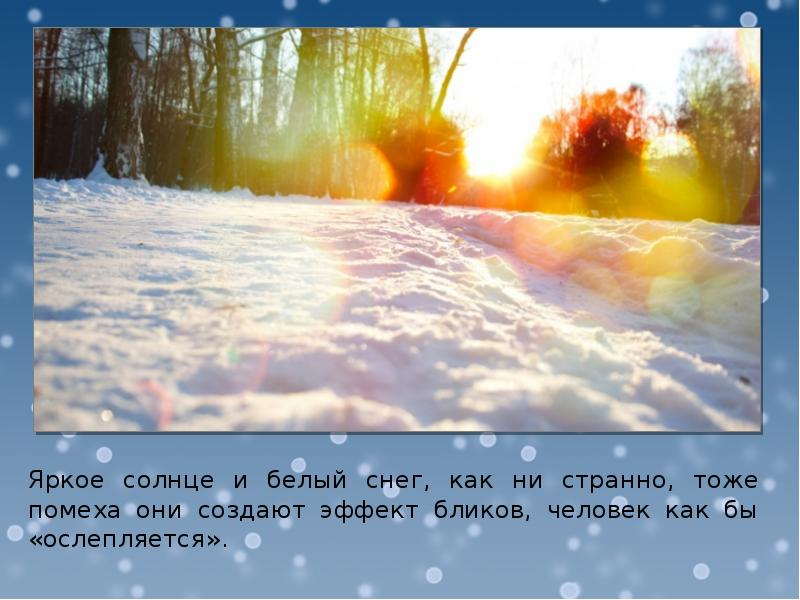 Яркое солнце и белый снег, как ни странно, тоже
помеха они создают эффект бликов, человек как бы
«ослепляется».